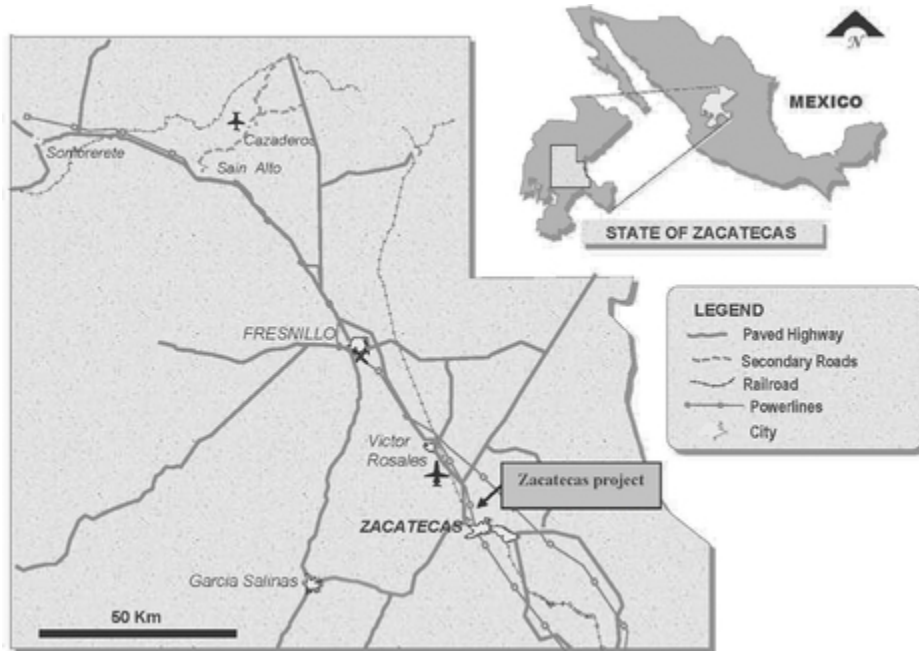 N
MEXICO
STATE OF ZACATECAS
Sombrerete
Cazaderos
Sain Alto
FRESNILLO
Victor
Rosales
Zacatecas project
ZACATECAS
Garcia Salinas
50 Km
LEGEND
Paved Highway
Secondary Roads
Railroad
Powerlines
City